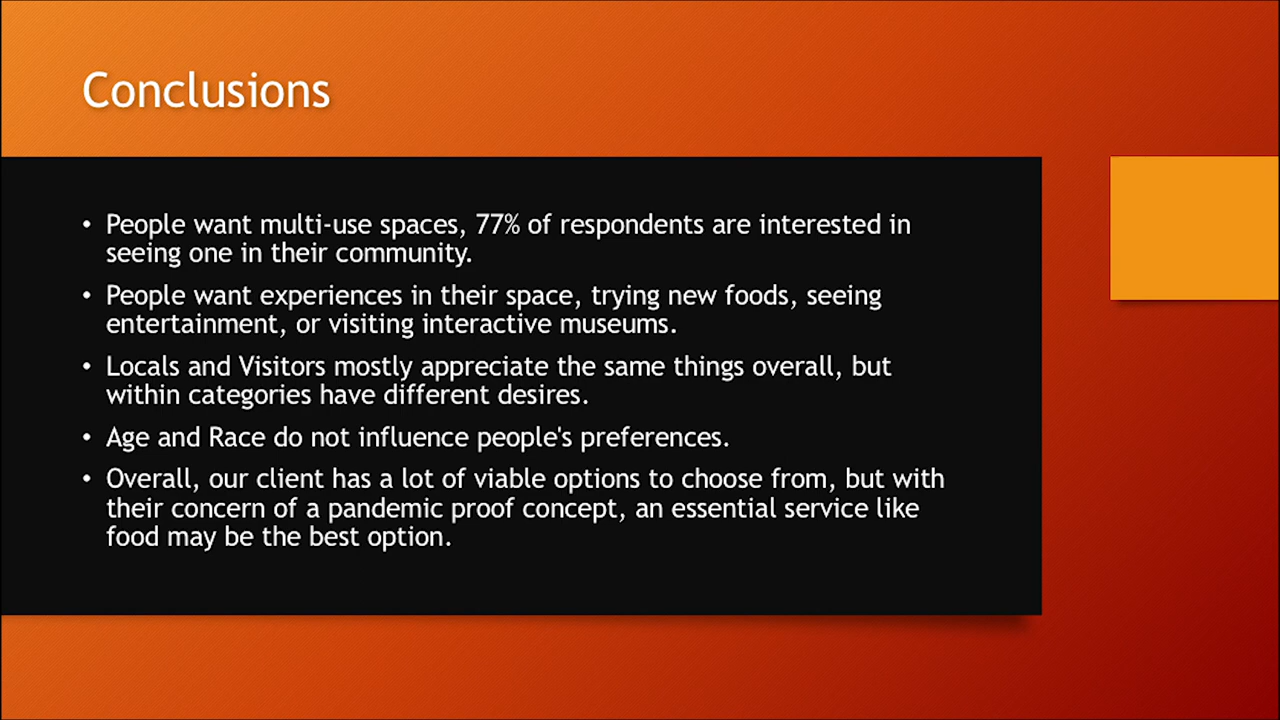 Conclusions
• People want multi-use spaces, 77% of respondents are interested in
seeing one in their community.
• People want experiences in their space, trying new foods, seeing
entertainment, or visiting interactive museums.
• Locals and Visitors mostly appreciate the same things overall, but
within categories have different desires.
• Age and Race do not influence people's preferences.
• Overall, our client has a lot of viable options to choose from, but with
their concern of a pandemic proof concept, an essential service like
food may be the best option.